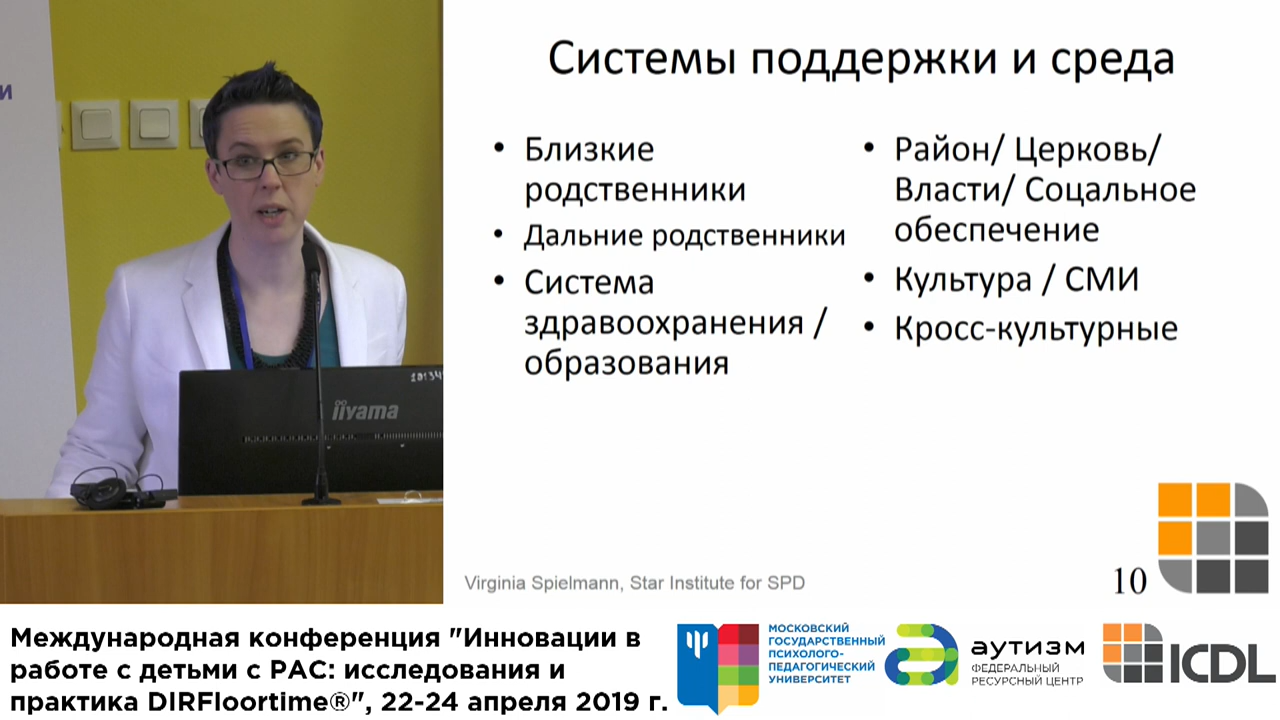 и
iiyama
Системы поддержки и среда
• Близкие
родственники
• Дальние родственники
• Система
здравоохранения /
образования
• Район/ Церковь/
Власти/ Соцальное
обеспечение
• Культура / СМИ
• Кросс-культурные
Virginia Spielmann, Star Institute for SPD
10
Международная конференция "Инновации в
работе с детьми с РАС: исследования и
практика DIRFloortime®", 22-24 апреля 2019 г.
МОСКОВСКИЙ
ГОСУДАРСТВЕННЫЙ
ПСИХОЛОГО-
ПЕДАГОГИЧЕСКИЙ
УНИВЕРСИТЕТ
аутизм
ФЕДЕРАЛЬНЫЙ
РЕСУРСНЫЙ ЦЕНТР
ICDL